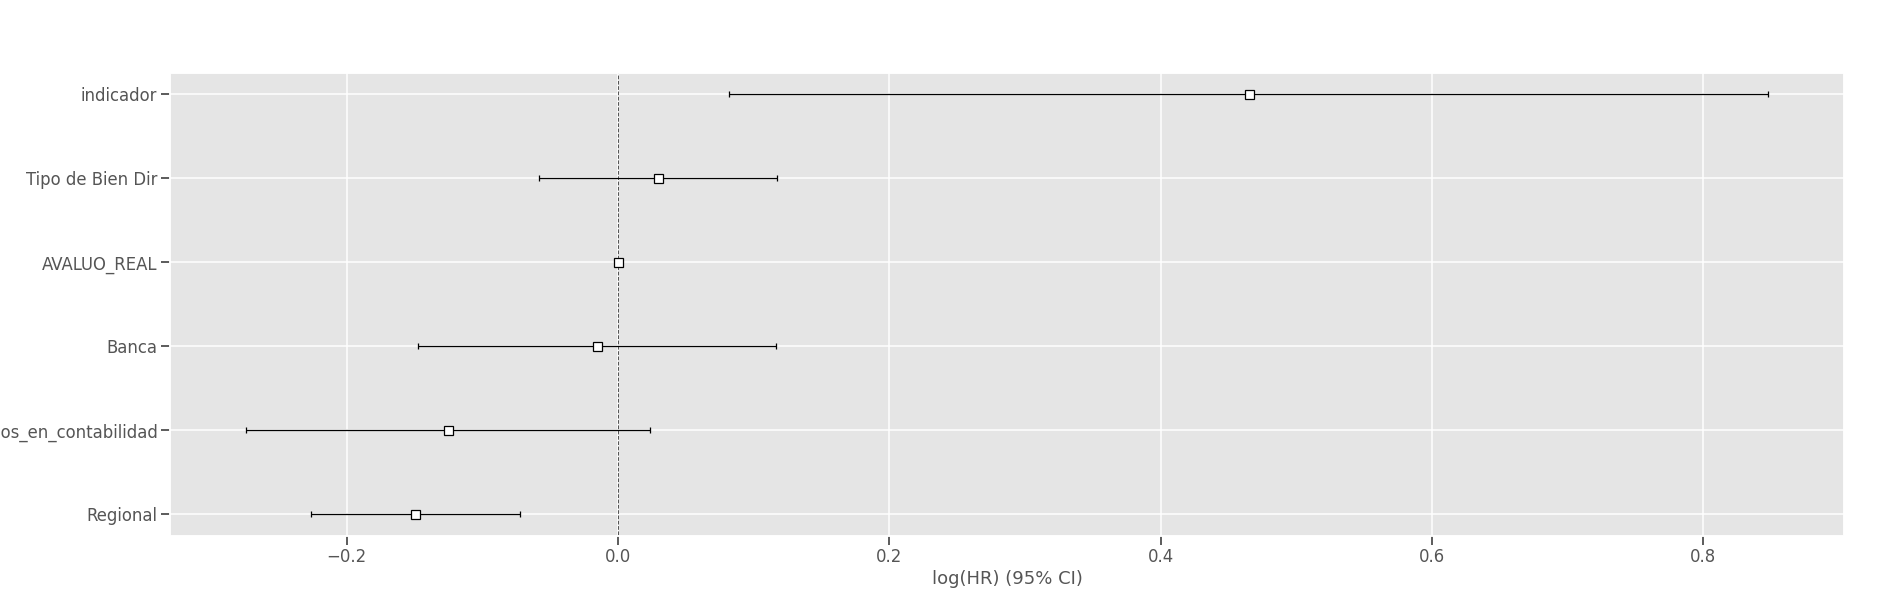 indicador
Tipo de Bien Dir
AVALUO_REAL
Banca
os_en_contabilidad
Regional
−0.2 0.0 0.2 0.4 0.6 0.8
log(HR) (95% CI)